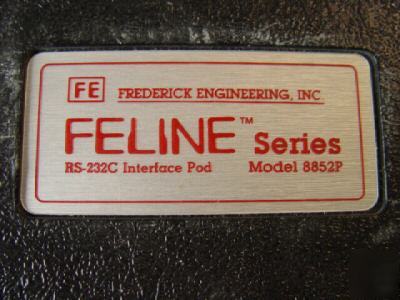 FE FREDERICK ENGINEERING, INC
FELINE™ Series
RS-232C Interface Pod Model 8852P